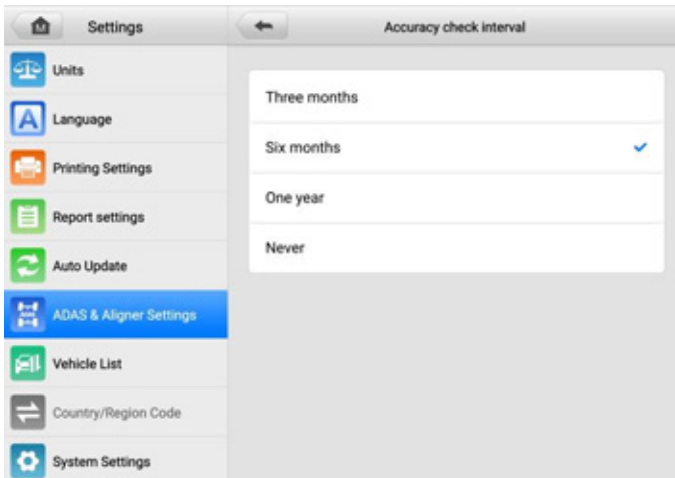 Settings
Accuracy check interval
Units
Language
Printing Settings
Report settings
Auto Update
ADAS & Aligner Settings
Vehicle List
Country/Region Code
System Settings
Three months
Six months
One year
Never